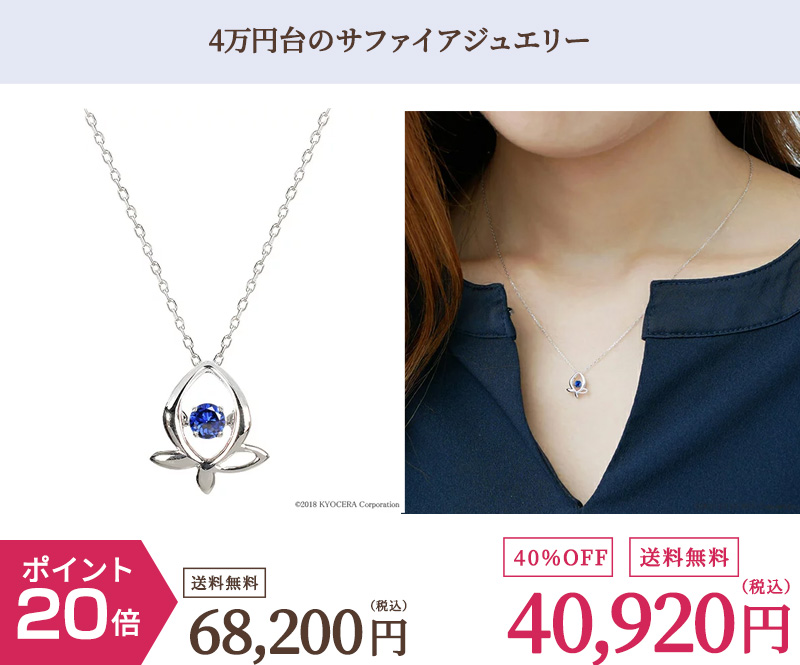 4万円台のサファイアジュエリー
©2018 KYOCERA Corporation
ポイント
20倍
送料無料
68,200円(税込)
40%OFF 送料無料
40,920円(税込)